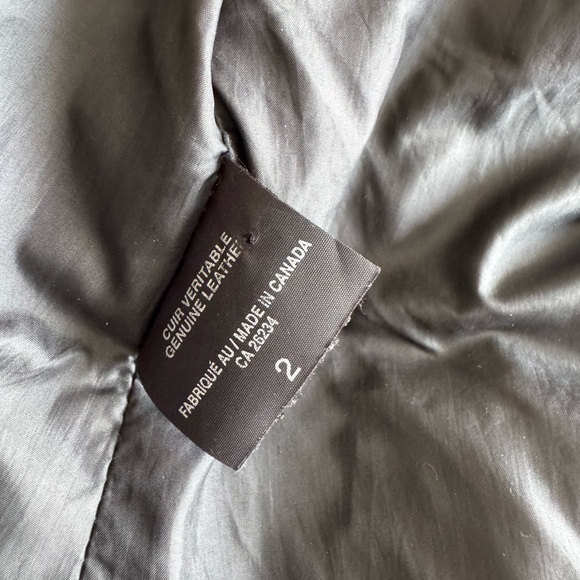 CUIR VERITABLE
GENUINE LEATHER
FABRIQUÉ AU / MADE IN CANADA
CA 26234
2